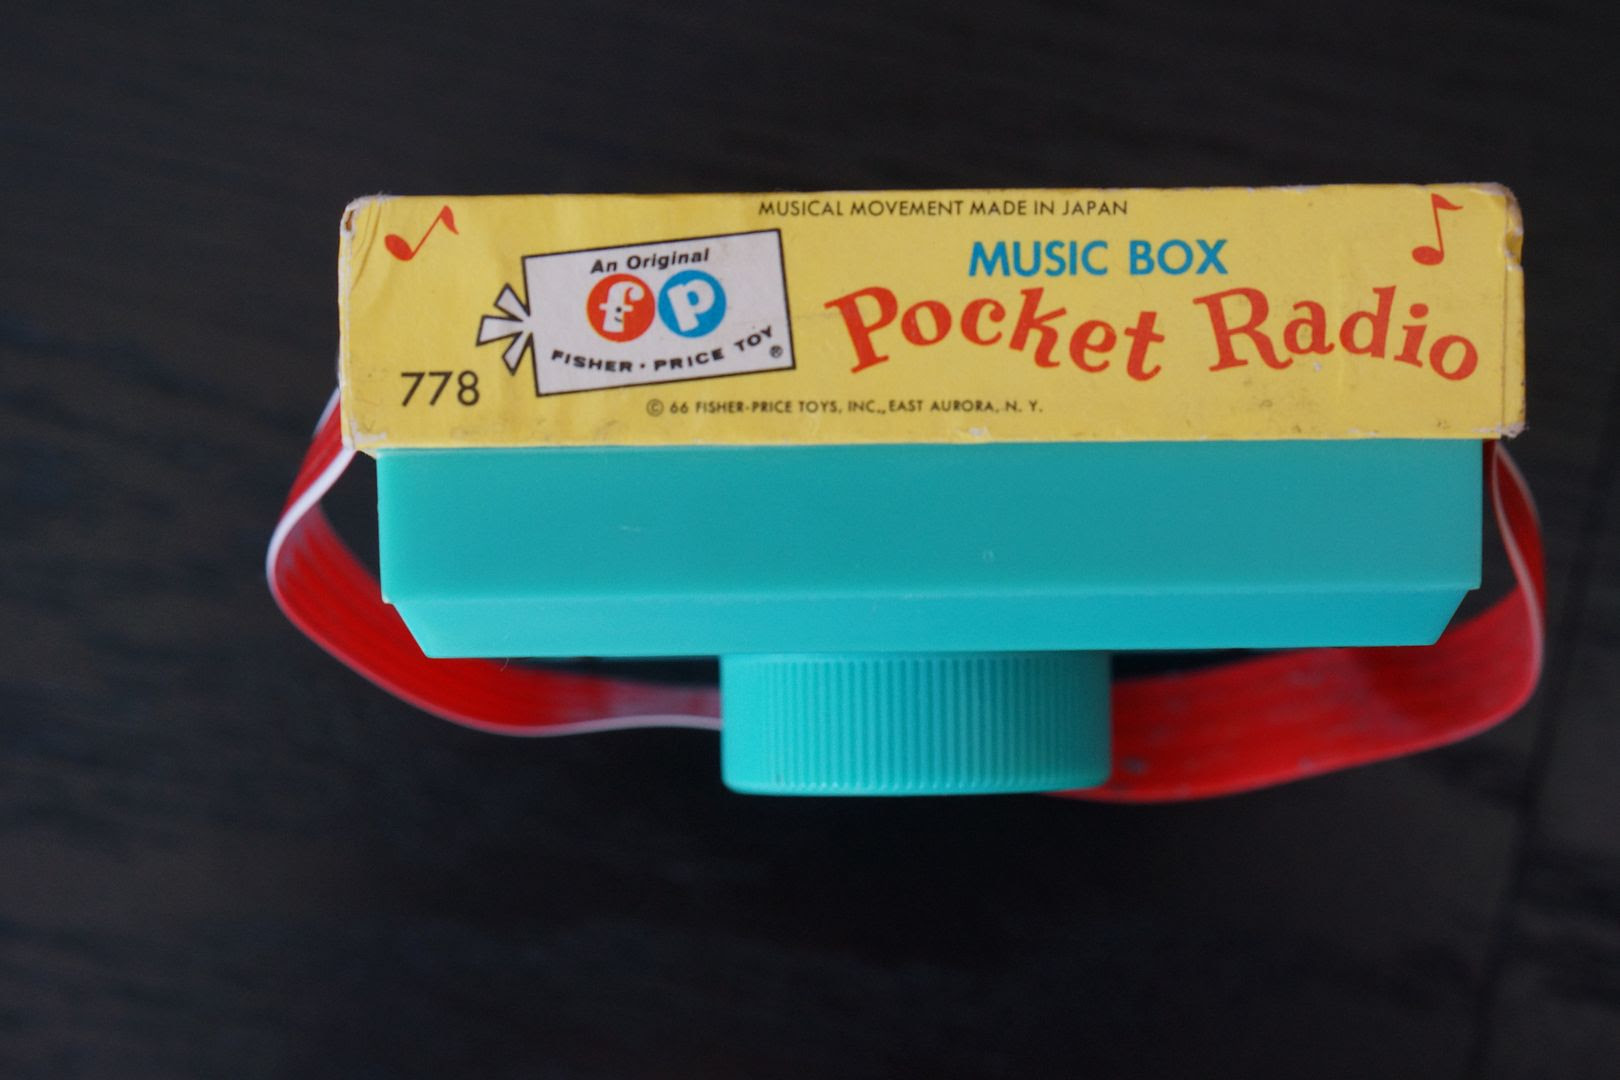 MUSICAL MOVEMENT MADE IN JAPAN
An Original
fp
FISHER·PRICE TOY ®
MUSIC BOX
Pocket Radio
778
© 66 FISHER-PRICE TOYS, INC., EAST AURORA, N. Y.